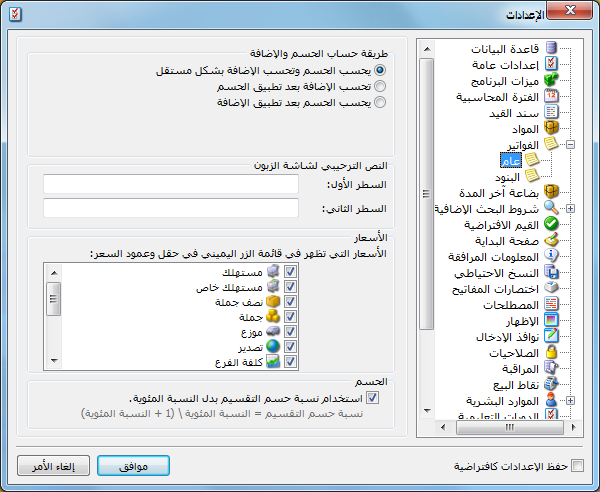 الإعدادات
قاعدة البيانات
إعدادات عامة
ميزات البرنامج
الفترة المحاسبية
سند القيد
المواد
الفواتير
عام
البنود
بضاعة آخر المدة
شروط البحث الإضافية
القيم الافتراضية
صفحة البداية
المعلومات المرافقة
النسخ الاحتياطي
اختصارات المفاتيح
المصطلحات
الإظهار
نوافذ الإدخال
الصلاحيات
المراقبة
نقاط البيع
الموارد البشرية
الدورات التعليمية
طريقة حساب الحسم والإضافة
يحسب الحسم وتحسب الإضافة بشكل مستقل
تحسب الإضافة بعد تطبيق الحسم
يحسب الحسم بعد تطبيق الإضافة
النص الترحيبي لشاشة الزبون
السطر الأول:
السطر الثاني:
الأسعار
الأسعار التي تظهر في قائمة الزر اليميني في حقل وعمود السعر:
مستهلك
مستهلك خاص
نصف جملة
جملة
موزع
تصدير
كلفة الفرع
الحسم
استخدام نسبة حسم التقسيم بدل النسبة المئوية.
نسبة حسم التقسيم = النسبة المئوية \ (1 + النسبة المئوية)
حفظ الإعدادات كافتراضية
موافق
إلغاء الأمر